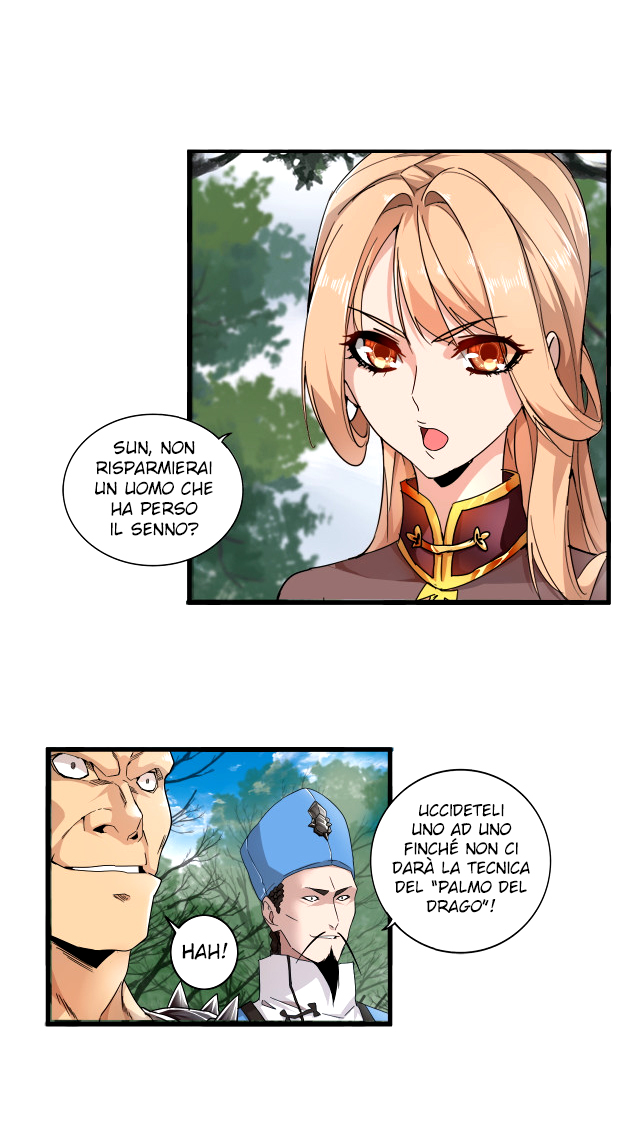 SUN, NON
RISPARMIERAI
UN UOMO CHE
HA PERSO
IL SENNO?
UCCIDETELI
UNO AD UNO
FINCHÉ NON CI
DARÀ LA TECNICA
DEL "PALMO DEL
DRAGO"!
HAH!